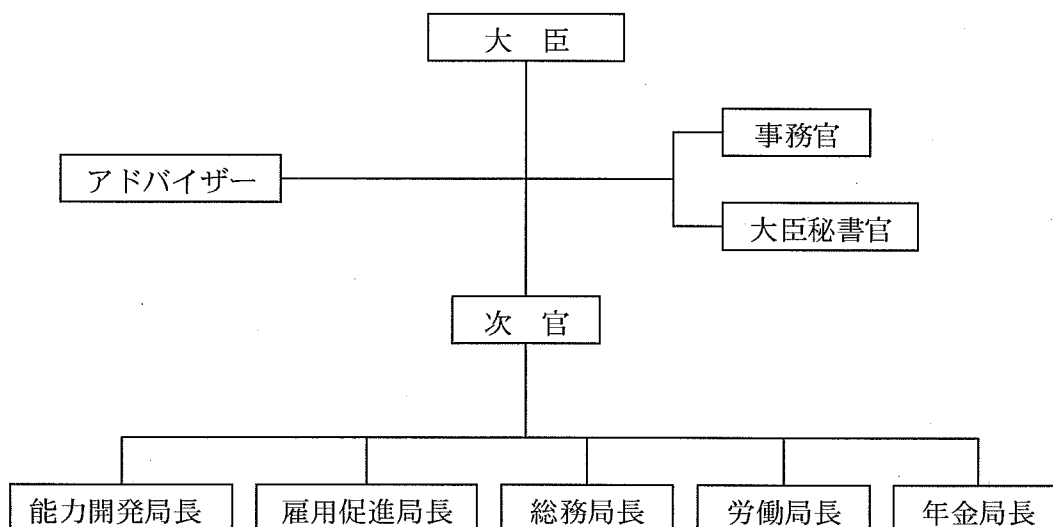 大 臣
事務官
アドバイザー
大臣秘書官
次 官
能力開発局長
雇用促進局長
総務局長
労働局長
年金局長